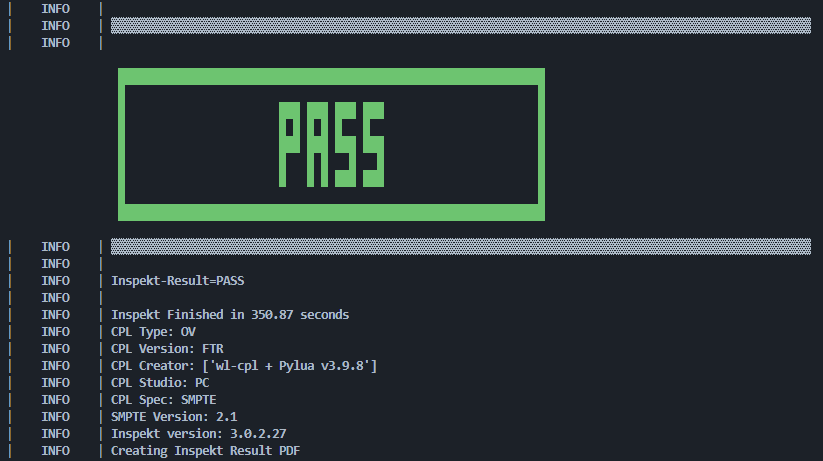 | INFO |
| INFO |
| INFO |
PASS
| INFO |
| INFO |
| INFO | Inspekt-Result=PASS
| INFO |
| INFO | Inspekt Finished in 350.87 seconds
| INFO | CPL Type: OV
| INFO | CPL Version: FTR
| INFO | CPL Creator: ['wl-cpl + Pylua v3.9.8']
| INFO | CPL Studio: PC
| INFO | CPL Spec: SMPTE
| INFO | SMPTE Version: 2.1
| INFO | Inspekt version: 3.0.2.27
| INFO | Creating Inspekt Result PDF